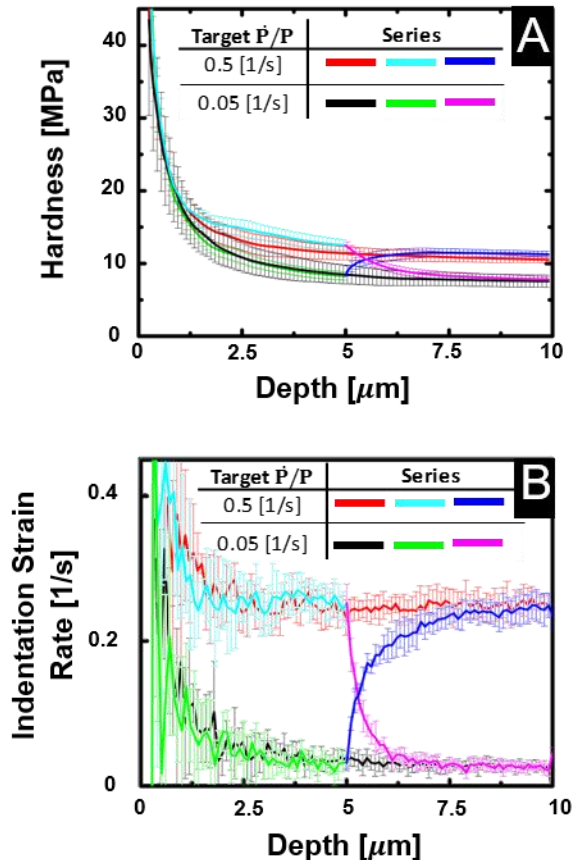 A
Target Ṗ/P Series
0.5 [1/s]
0.05 [1/s]
Hardness [MPa]
40
30
20
10
0
0 2.5 5 7.5 10
Depth [μm]
B
Target Ṗ/P Series
0.5 [1/s]
0.05 [1/s]
Indentation Strain
Rate [1/s]
0.4
0.2
0
0 2.5 5 7.5 10
Depth [μm]